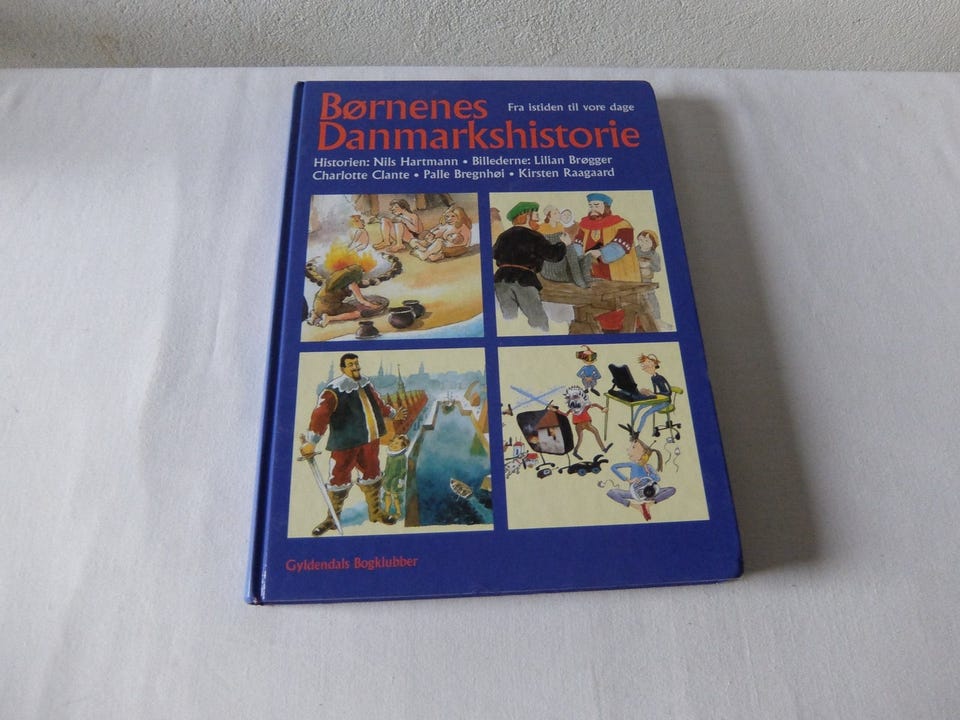 Børnenes
Fra istiden til vore dage
Danmarkshistorie
Historien: Nils Hartmann • Billederne: Lilian Brøgger
Charlotte Clante • Palle Bregnhøi • Kirsten Raagaard
Gyldendals Bogklubber